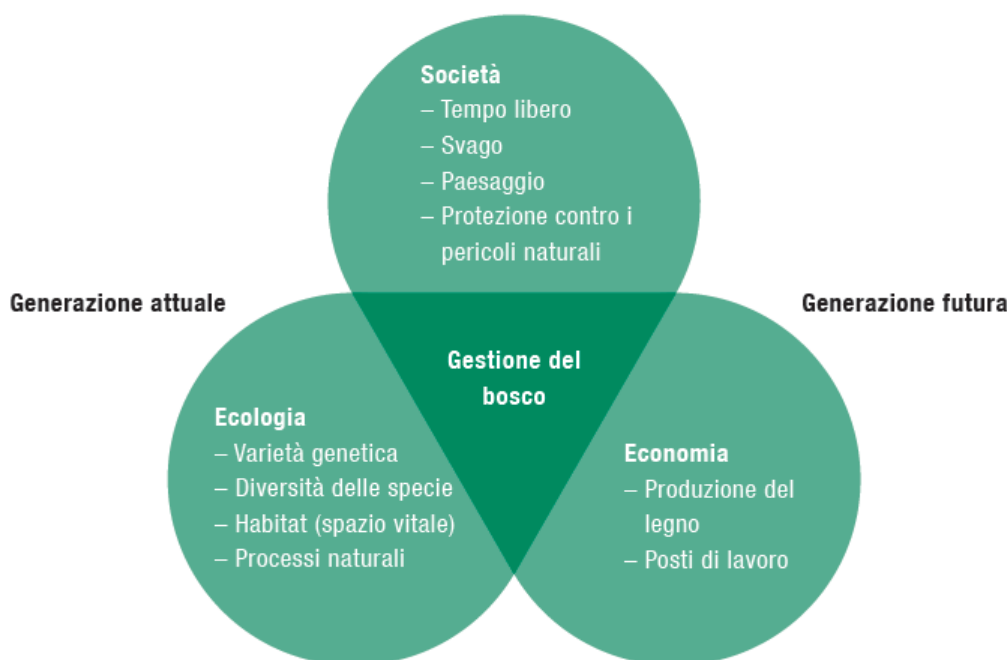 Società
– Tempo libero
– Svago
– Paesaggio
– Protezione contro i
pericoli naturali
Generazione attuale
Generazione futura
Gestione del
bosco
Ecologia
– Varietà genetica
– Diversità delle specie
– Habitat (spazio vitale)
– Processi naturali
Economia
– Produzione del
legno
– Posti di lavoro